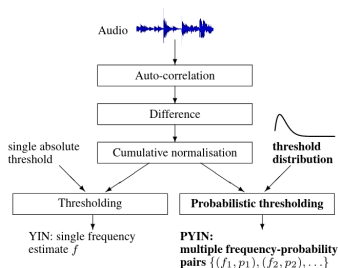 Audio
Auto-correlation
Difference
single absolute
threshold
Cumulative normalisation
threshold
distribution
Thresholding
Probabilistic thresholding
YIN: single frequency
estimate f
PYIN:
multiple frequency-probability
pairs {(f₁, p₁), (f₂, p₂), . . .}